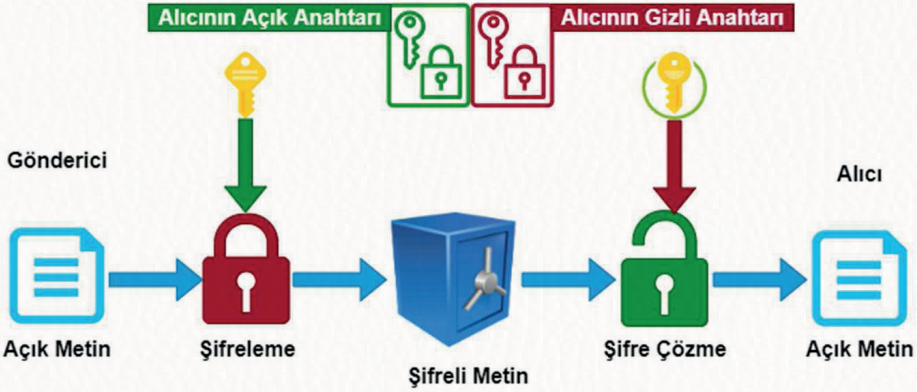 Alıcının Açık Anahtarı
Alıcının Gizli Anahtarı
Gönderici
Alıcı
Açık Metin
Şifreleme
Şifreli Metin
Şifre Çözme
Açık Metin